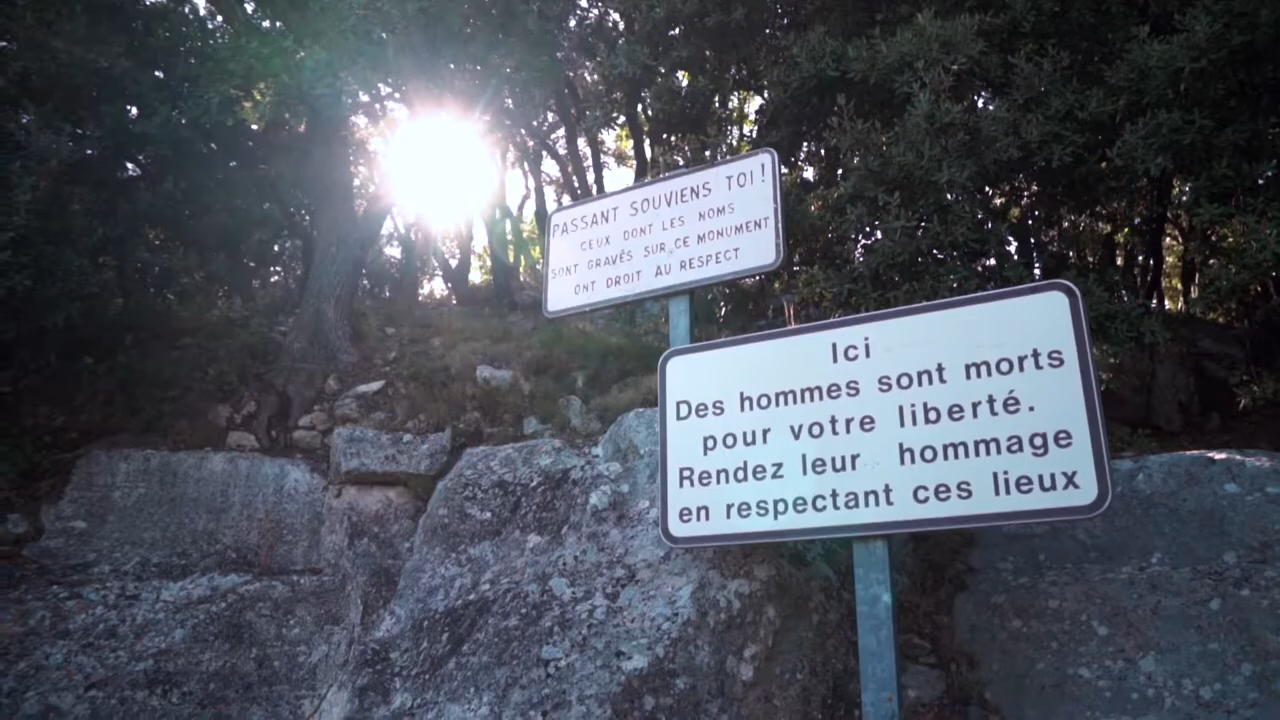 PASSANT SOUVIENS TOI !
CEUX DONT LES NOMS
SONT GRAVÉS SUR CE MONUMENT
ONT DROIT AU RESPECT
Ici
Des hommes sont morts
pour votre liberté.
Rendez leur hommage
en respectant ces lieux